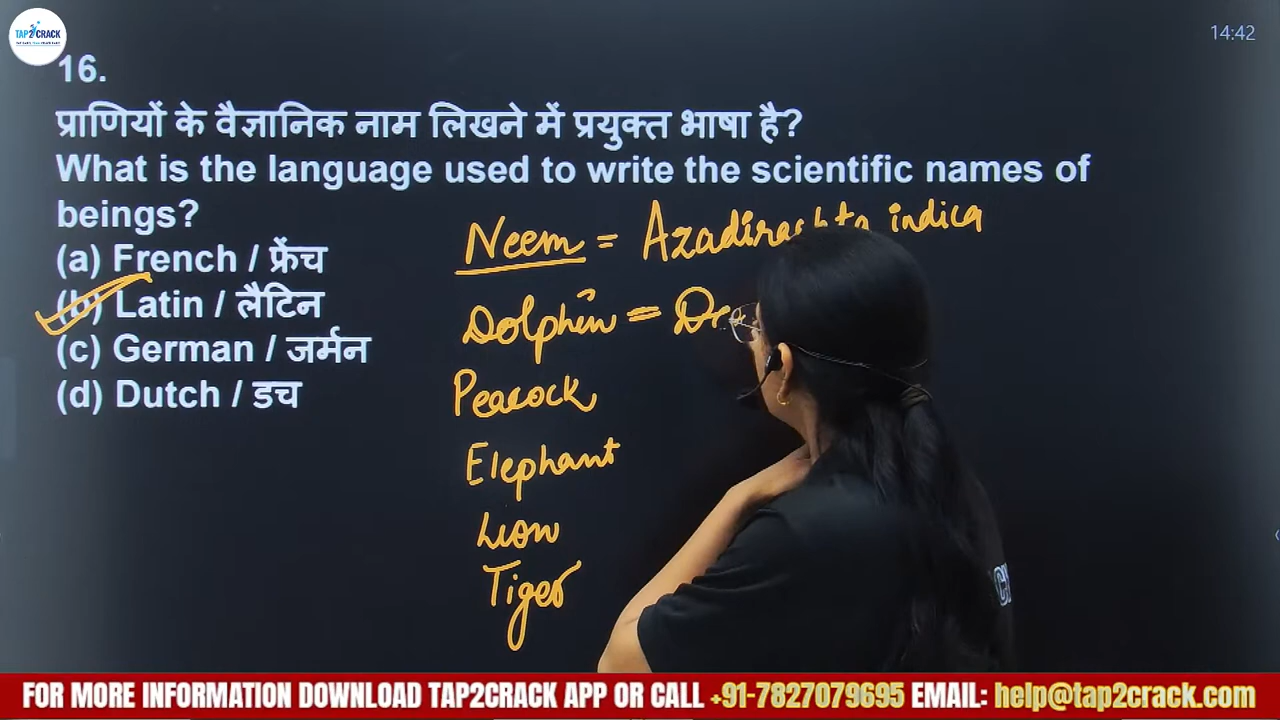 TAP2CRACK
14:42
16.
प्राणियों के वैज्ञानिक नाम लिखने में प्रयुक्त भाषा है?
What is the language used to write the scientific names of
beings?
(a) French / फ्रेंच
(b) Latin / लैटिन
(c) German / जर्मन
(d) Dutch / डच
Neem = Azadirachta indica
Dolphin =
Peacock
Elephant
Lion
Tiger
FOR MORE INFORMATION DOWNLOAD TAP2CRACK APP OR CALL +91-7827079695 EMAIL: help@tap2crack.com